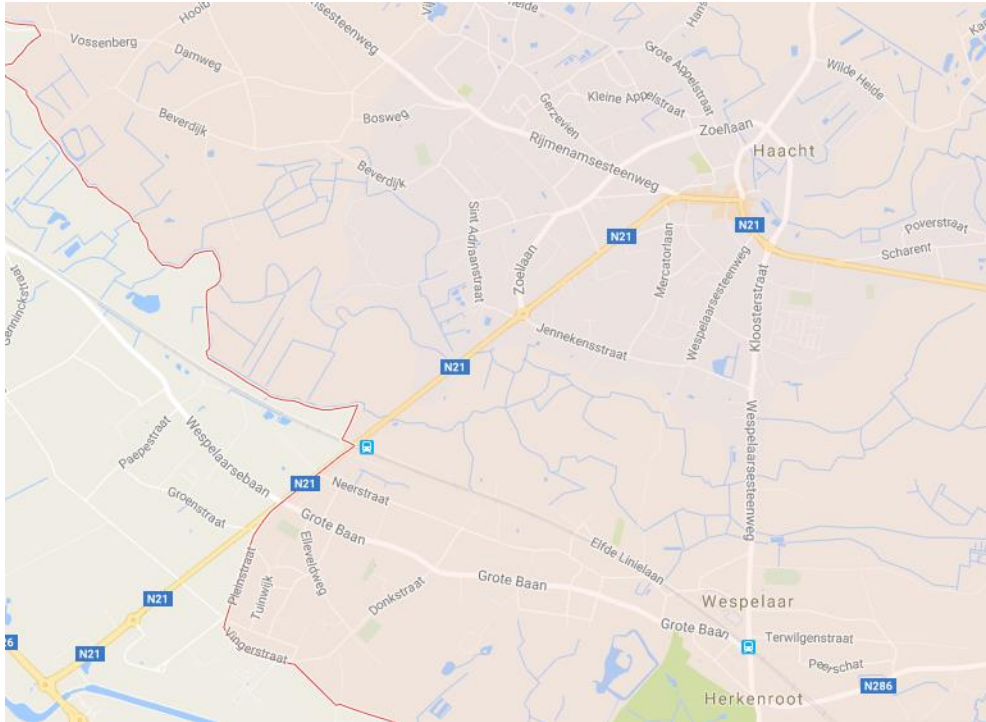 Vossenberg
Damweg
Rijmenamsesteenweg
Heide
Grote Appelstraat
Wilde Heide
Kleine Appelstraat
Gerzevien
Beverdijk
Bosweg
Zoellaan
Rijmenamsesteenweg
Haacht
Beverdijk
Sint Adriaanstraat
N21
N21
Poverstraat
Scharent
Zoellaan
Mercatorlaan
Wespelaarsesteenweg
Kloosterstraat
Jennekensstraat
N21
Paepestraat
Wespelaarsebaan
Wespelaarsesteenweg
N21
Neerstraat
Groenstraat
Grote Baan
Elleveldweg
Elfde Linielaan
Pleinstraat
Tuinwijk
Donkstraat
Grote Baan
N21
Wespelaar
Grote Baan
Terwilgenstraat
Vingerstraat
N21
Peerschat
Herkenroot
N286